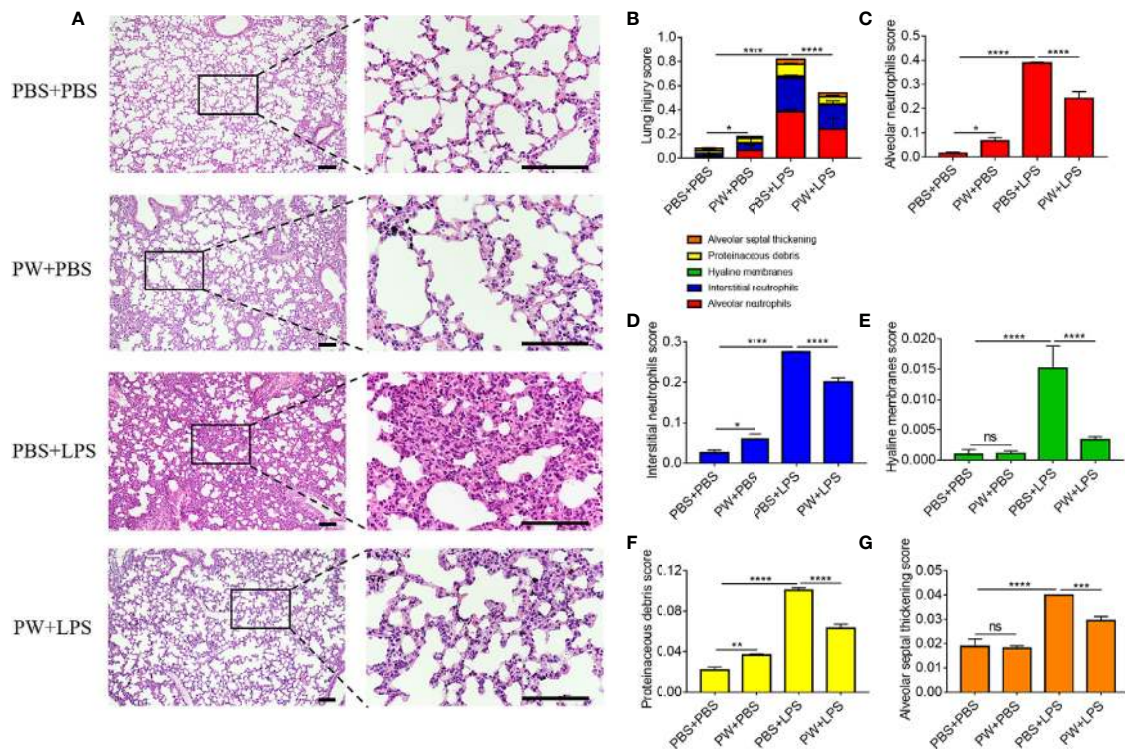 A
PBS+PBS
PW+PBS
PBS+LPS
PW+LPS
B
Lung injury score
1.0
0.8
0.6
0.4
0.2
0.0
*
****
****
PBS+PBS
PW+PBS
PBS+LPS
PW+LPS
Alveolar septal thickening
Proteinaceous debris
Hyaline membranes
Interstitial neutrophils
Alveolar neutrophils
C
Alveolar neutrophils score
0.5
0.4
0.3
0.2
0.1
0.0
*
****
****
PBS+PBS
PW+PBS
PBS+LPS
PW+LPS
D
Interstitial neutrophils score
0.3
0.2
0.1
0.0
*
****
****
PBS+PBS
PW+PBS
PBS+LPS
PW+LPS
E
Hyaline membranes score
0.020
0.015
0.010
0.005
0.000
ns
****
****
PBS+PBS
PW+PBS
PBS+LPS
PW+LPS
F
Proteinaceous debris score
0.12
0.08
0.04
0.00
**
****
****
PBS+PBS
PW+PBS
PBS+LPS
PW+LPS
G
Alveolar septal thickening score
0.05
0.04
0.03
0.02
0.01
0.00
ns
****
***
PBS+PBS
PW+PBS
PBS+LPS
PW+LPS